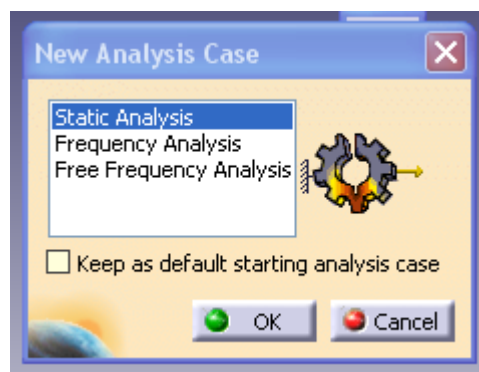 New Analysis Case
Static Analysis
Frequency Analysis
Free Frequency Analysis
Keep as default starting analysis case
OK
Cancel